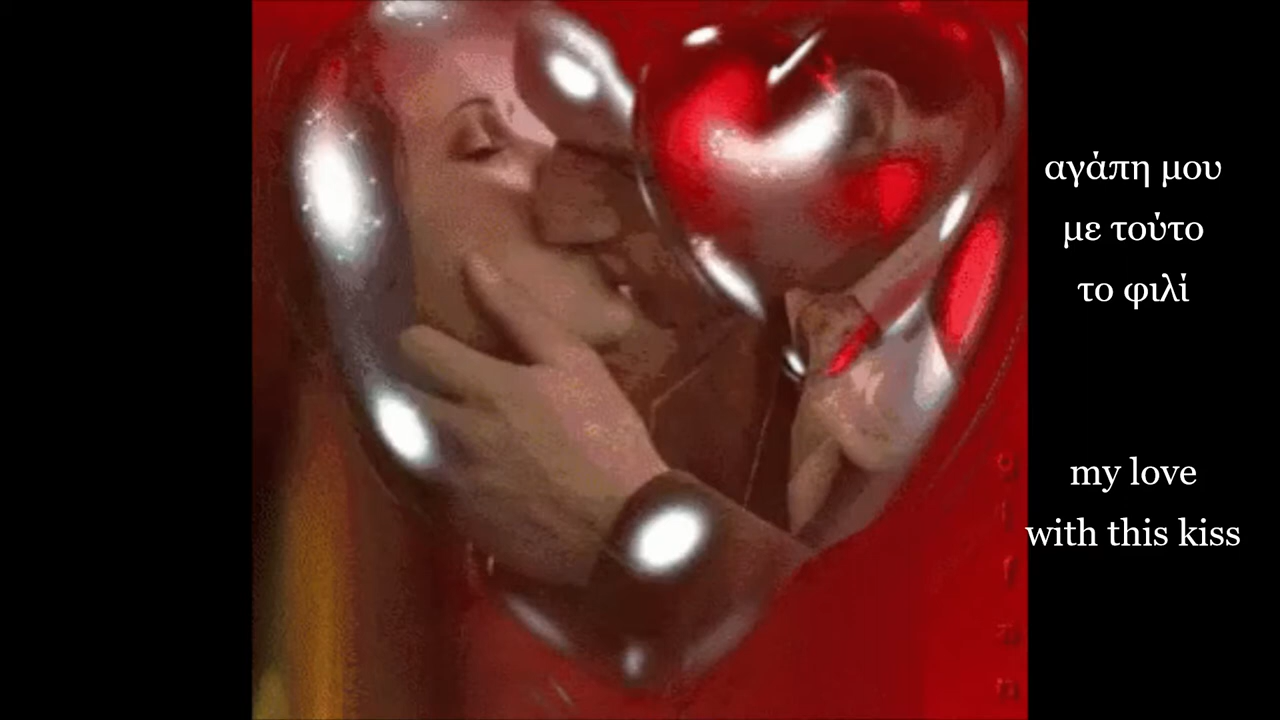 αγάπη μου
με τούτο
το φιλί
my love
with this kiss